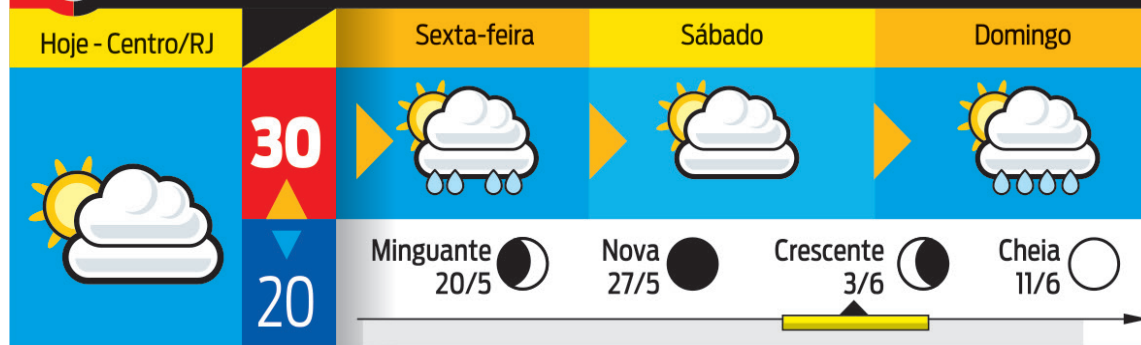 Hoje - Centro/RJ
30
20
Sexta-feira
Sábado
Domingo
Minguante
20/5
Nova
27/5
Crescente
3/6
Cheia
11/6